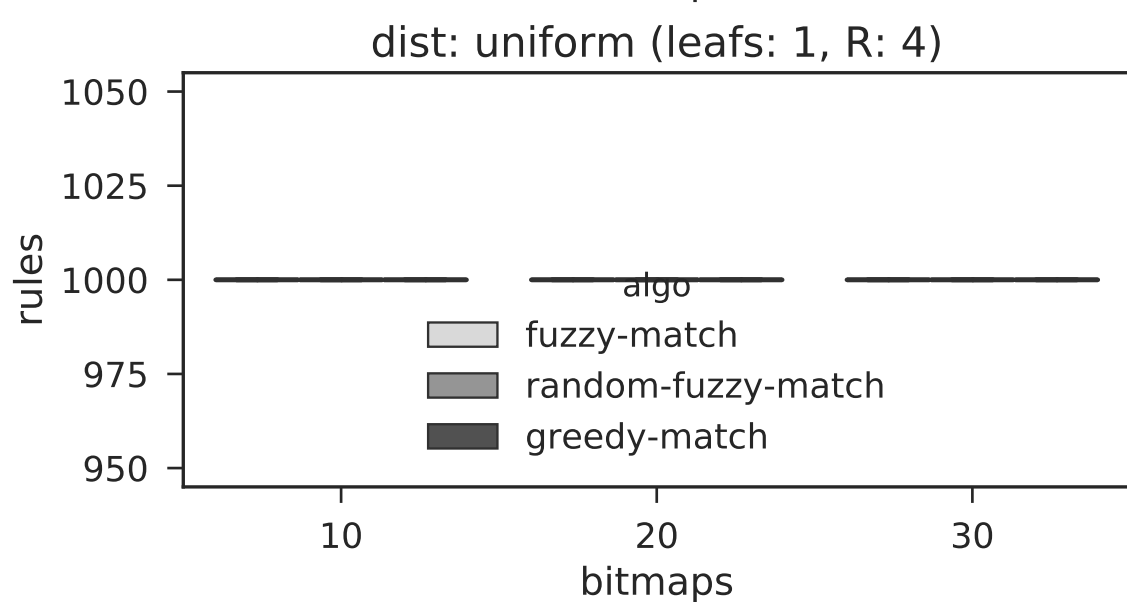 dist: uniform (leafs: 1, R: 4)
1050
1025
1000
975
950
rules
algo
fuzzy-match
random-fuzzy-match
greedy-match
10 20 30
bitmaps